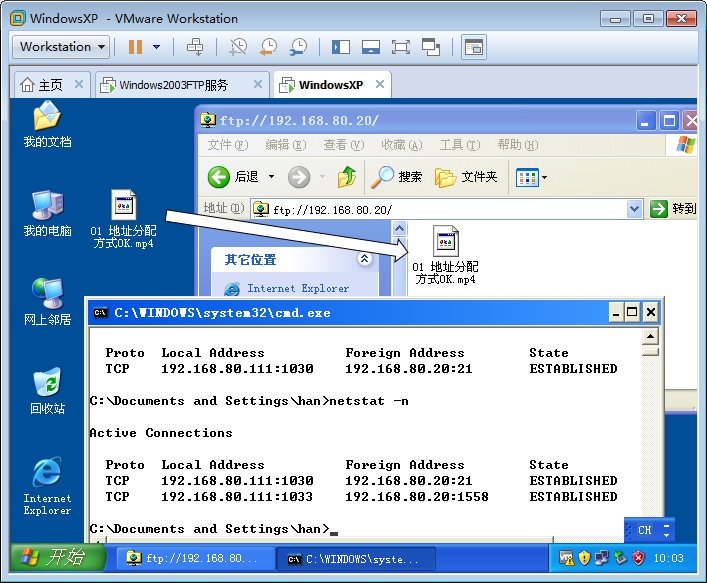 WindowsXP - VMware Workstation
Workstation
主页
Windows2003FTP服务
WindowsXP
我的文档
我的电脑
01 地址分配
方式OK.mp4
网上邻居
回收站
Internet
Explorer
ftp://192.168.80.20/
文件(F) 编辑(E) 查看(V) 收藏(A) 工具(T) 帮助(H)
后退 搜索 文件夹
地址(D) ftp://192.168.80.20/ 转到
其它位置
Internet Explorer
01 地址分配
方式OK.mp4
C:\WINDOWS\system32\cmd.exe
Proto Local Address Foreign Address State
TCP 192.168.80.111:1030 192.168.80.20:21 ESTABLISHED
C:\Documents and Settings\han>netstat -n
Active Connections
Proto Local Address Foreign Address State
TCP 192.168.80.111:1030 192.168.80.20:21 ESTABLISHED
TCP 192.168.80.111:1033 192.168.80.20:1558 ESTABLISHED
C:\Documents and Settings\han>_
CH
开始
ftp://192.168.80...
C:\WINDOWS\syste...
10:03